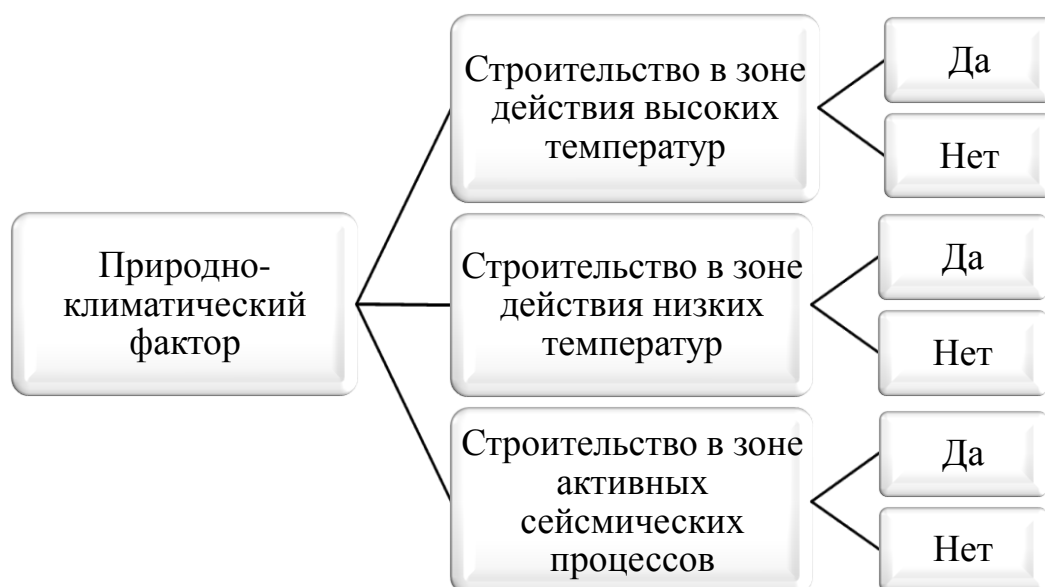 Природно-
климатический
фактор
Строительство в зоне
действия высоких
температур
Да
Нет
Строительство в зоне
действия низких
температур
Да
Нет
Строительство в зоне
активных
сейсмических
процессов
Да
Нет